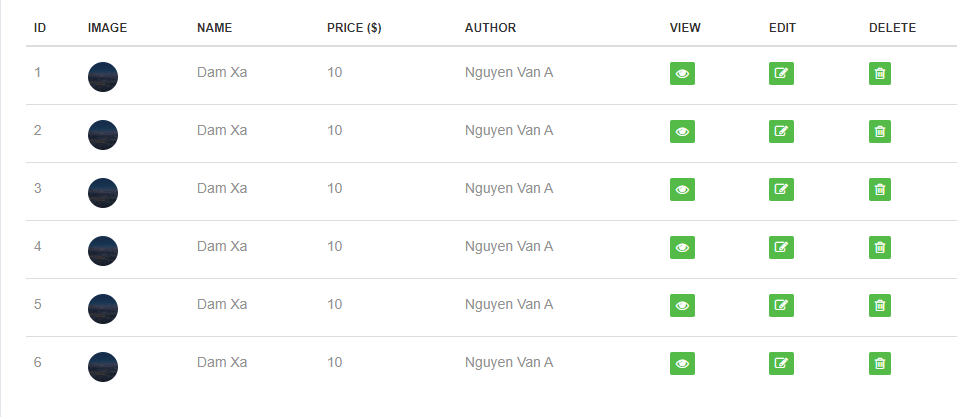 ID IMAGE NAME PRICE ($) AUTHOR VIEW EDIT DELETE
1 Dam Xa 10 Nguyen Van A
2 Dam Xa 10 Nguyen Van A
3 Dam Xa 10 Nguyen Van A
4 Dam Xa 10 Nguyen Van A
5 Dam Xa 10 Nguyen Van A
6 Dam Xa 10 Nguyen Van A